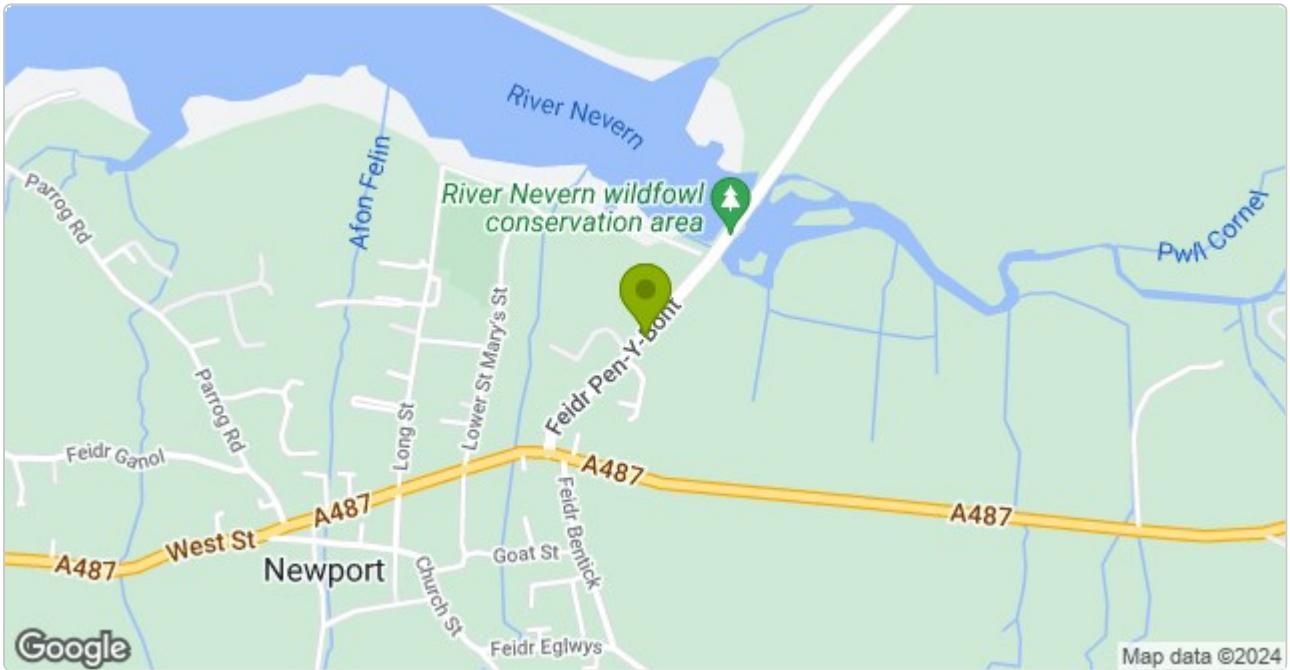 River Nevern
River Nevern wildfowl
conservation area
Afon Felin
Parrog Rd
Pwll Cornel
Lower St Mary's St
Feidr Pen-Y-Bont
Parrog Rd
Long St
Feidr Ganol
A487
A487
A487
West St
A487
Newport
Church St
Goat St
Feidr Bentick
Feidr Eglwys
Google
Map data ©2024